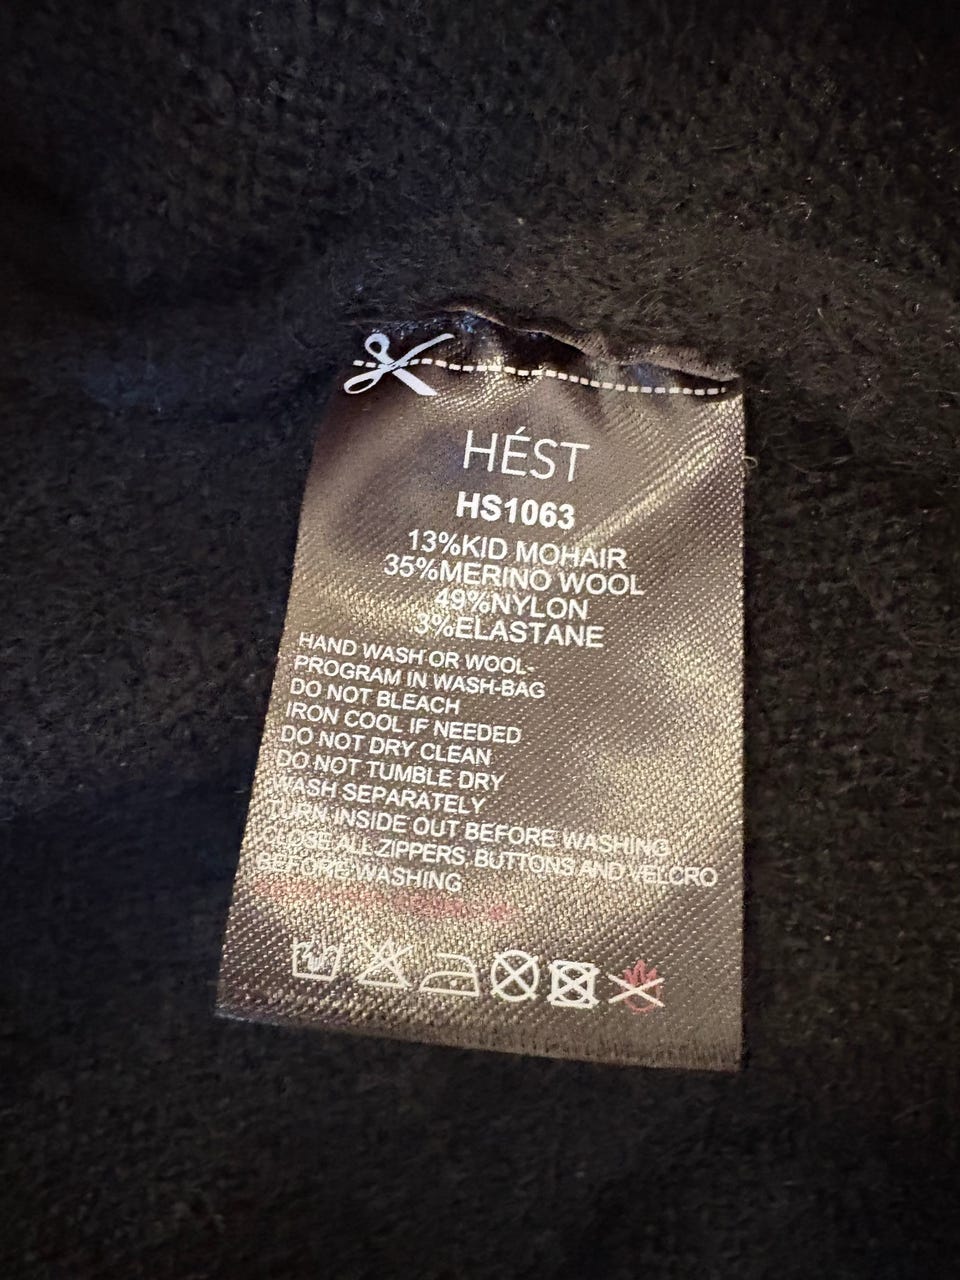 HÉST
HS1063
13%KID MOHAIR
35%MERINO WOOL
49%NYLON
3%ELASTANE
HAND WASH OR WOOL-
PROGRAM IN WASH-BAG
DO NOT BLEACH
IRON COOL IF NEEDED
DO NOT DRY CLEAN
DO NOT TUMBLE DRY
WASH SEPARATELY
TURN INSIDE OUT BEFORE WASHING
CLOSE ALL ZIPPERS, BUTTONS AND VELCRO
BEFORE WASHING